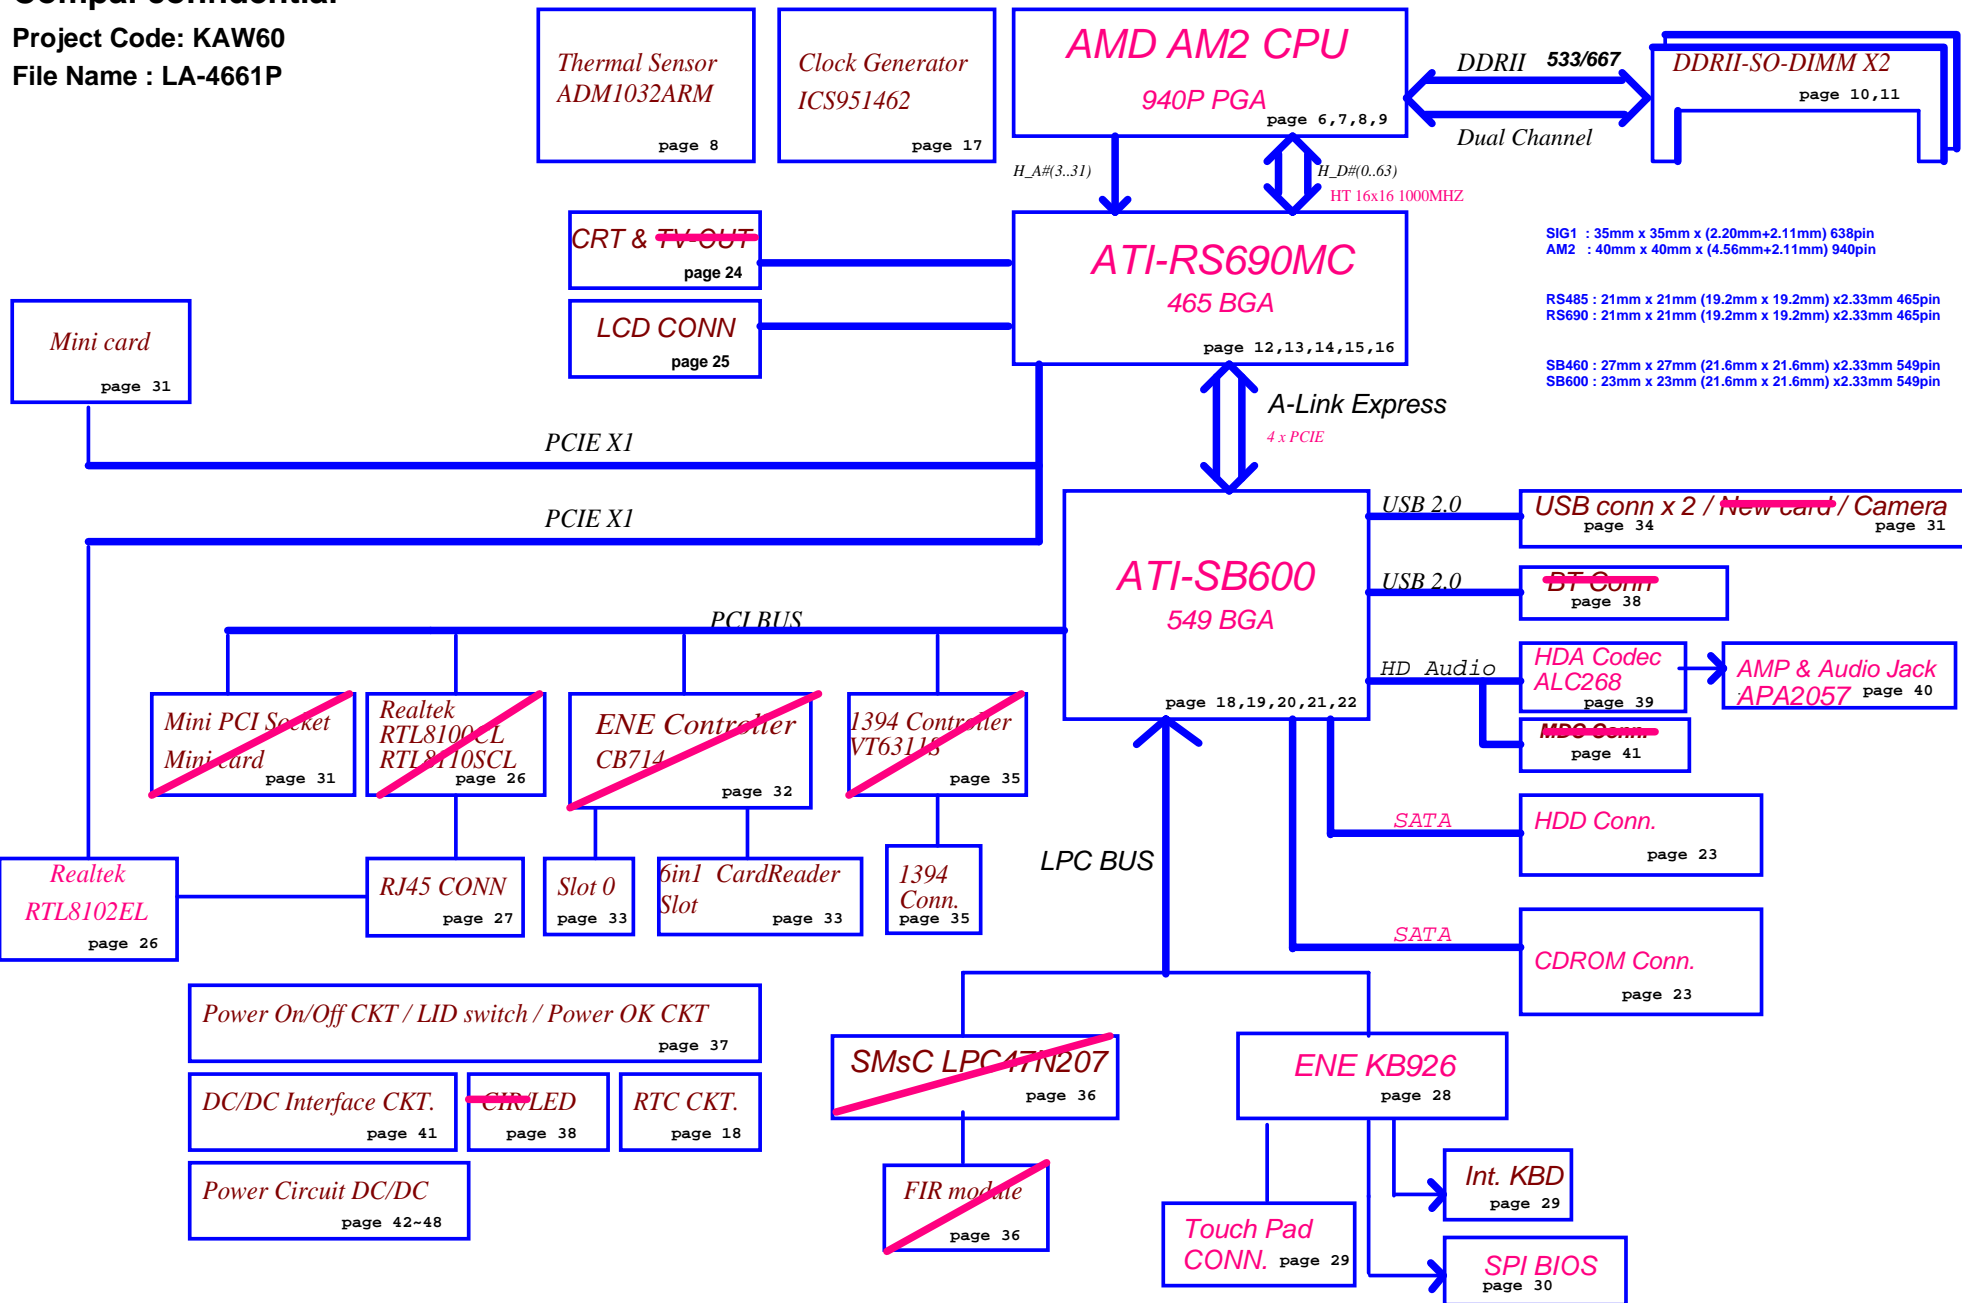 Compal confidential
Project Code: KAW60
File Name : LA-4661P
Thermal Sensor
ADM1032ARM
page 8
Clock Generator
ICS951462
page 17
AMD AM2 CPU
940P PGA
page 6,7,8,9
DDRII 533/667
Dual Channel
DDRII-SO-DIMM X2
page 10,11
H_A#(3..31)
H_D#(0..63)
HT 16x16 1000MHZ
CRT & TV-OUT
page 24
LCD CONN
page 25
ATI-RS690MC
465 BGA
page 12,13,14,15,16
SIG1 : 35mm x 35mm x (2.20mm+2.11mm) 638pin
AM2 : 40mm x 40mm x (4.56mm+2.11mm) 940pin
RS485 : 21mm x 21mm (19.2mm x 19.2mm) x2.33mm 465pin
RS690 : 21mm x 21mm (19.2mm x 19.2mm) x2.33mm 465pin
SB460 : 27mm x 27mm (21.6mm x 21.6mm) x2.33mm 549pin
SB600 : 23mm x 23mm (21.6mm x 21.6mm) x2.33mm 549pin
Mini card
page 31
A-Link Express
4 x PCIE
PCIE X1
PCIE X1
ATI-SB600
549 BGA
page 18,19,20,21,22
USB 2.0
USB conn x 2 / New card / Camera
page 34
page 31
USB 2.0
BT Conn
page 38
HD Audio
HDA Codec
ALC268
page 39
AMP & Audio Jack
APA2057 page 40
MDC Conn.
page 41
PCI BUS
Mini PCI Socket
Mini card
page 31
Realtek
RTL8100CL
RTL8110SCL
page 26
ENE Controller
CB714
page 32
1394 Controller
VT6311S
page 35
Realtek
RTL8102EL
page 26
RJ45 CONN
page 27
Slot 0
page 33
6in1 CardReader
Slot
page 33
1394
Conn.
page 35
LPC BUS
SATA
HDD Conn.
page 23
SATA
CDROM Conn.
page 23
Power On/Off CKT / LID switch / Power OK CKT
page 37
DC/DC Interface CKT.
page 41
CIR/LED
page 38
RTC CKT.
page 18
Power Circuit DC/DC
page 42~48
SMsC LPC47N207
page 36
FIR module
page 36
ENE KB926
page 28
Touch Pad
CONN. page 29
Int. KBD
page 29
SPI BIOS
page 30